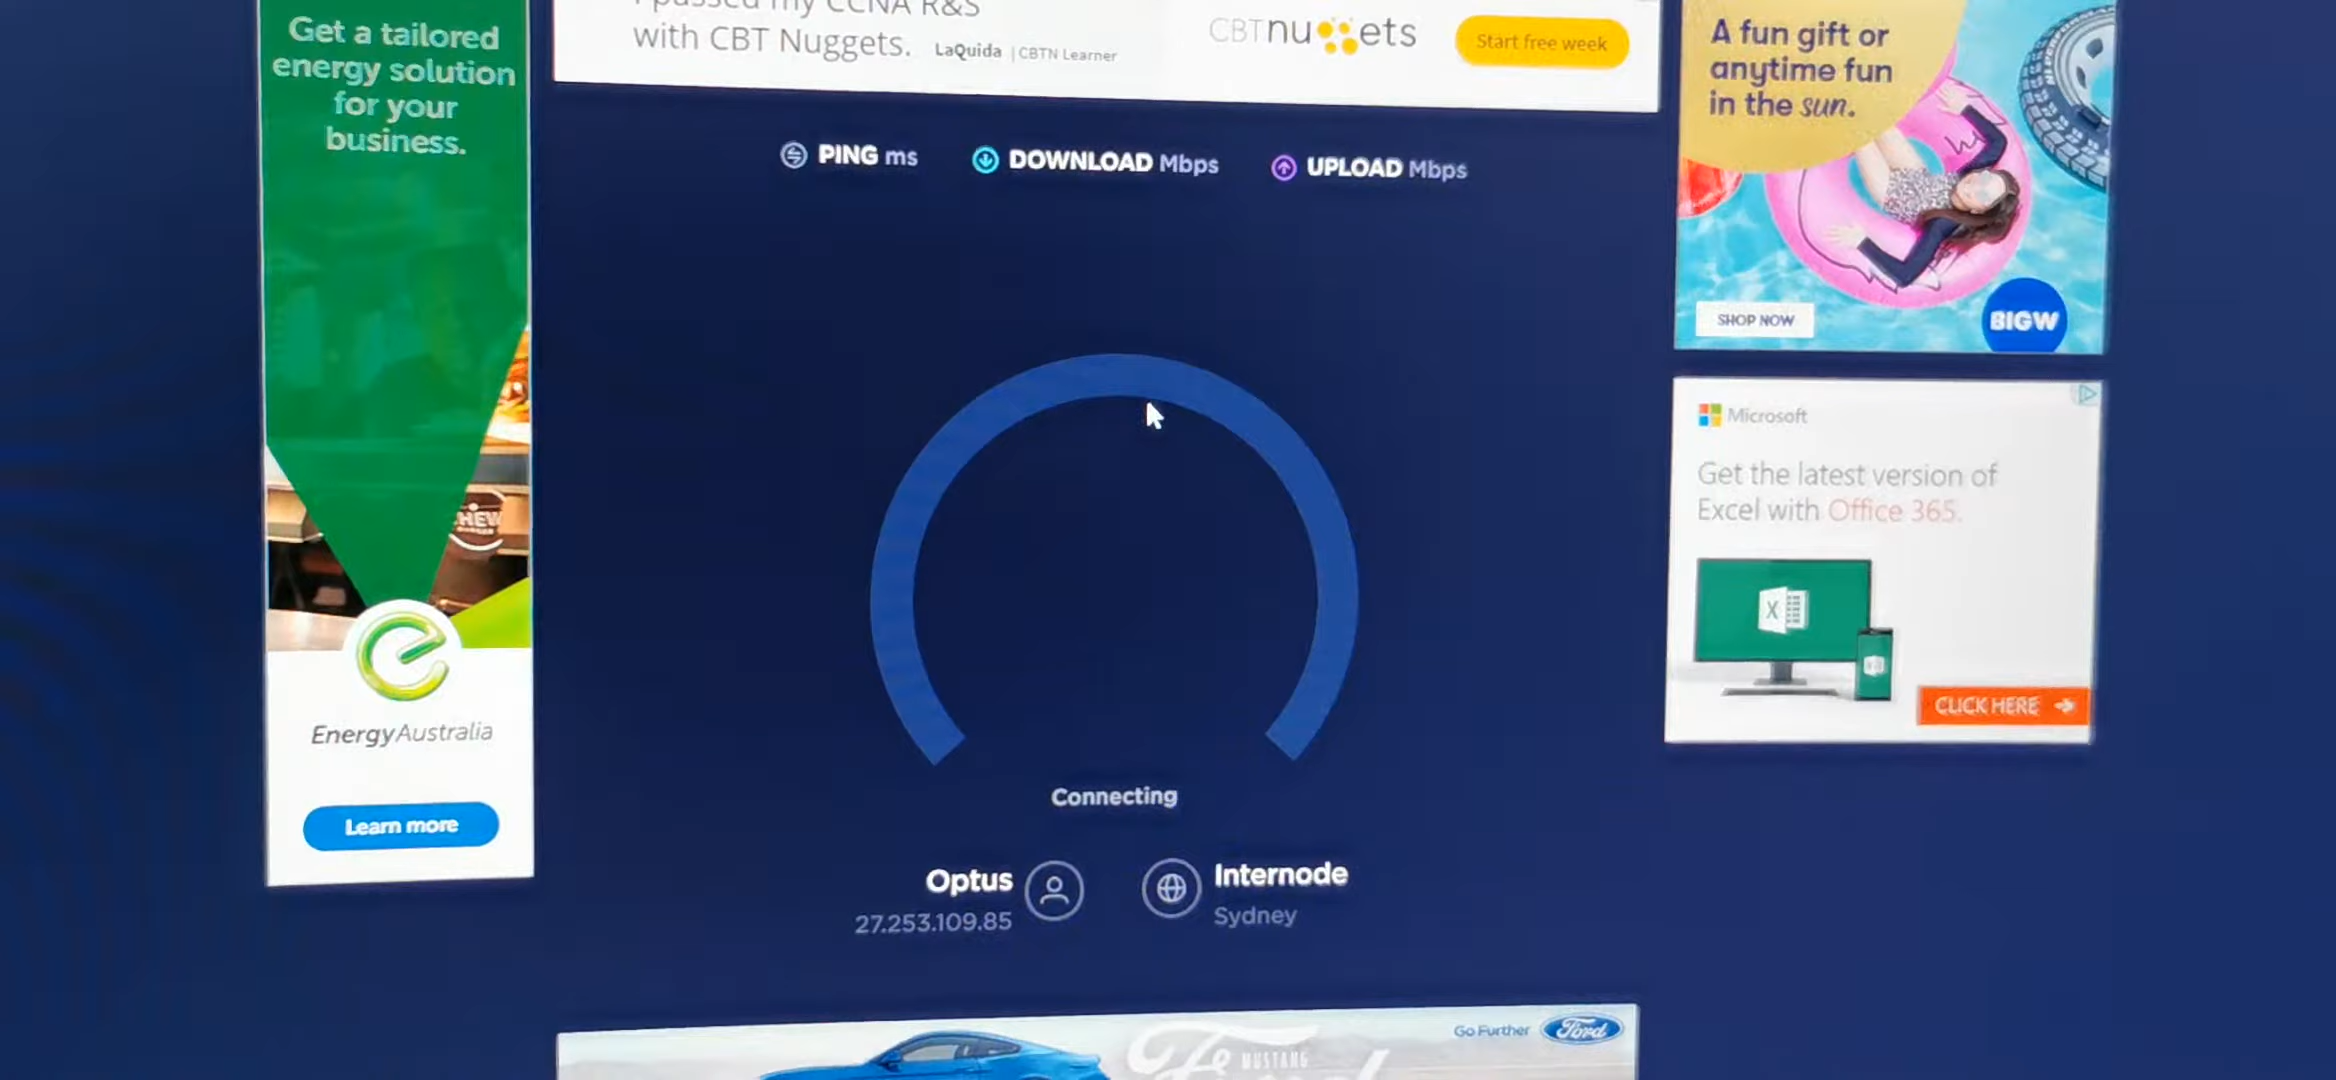 Get a tailored
energy solution
for your
business.
EnergyAustralia
Learn more
I passed my CCNA R&S
with CBT Nuggets. LaQuida | CBTN Learner
CBTnuggets
Start free week
PING ms
DOWNLOAD Mbps
UPLOAD Mbps
Connecting
Optus
27.253.109.85
Internode
Sydney
A fun gift or
anytime fun
in the sun.
SHOP NOW
BIGW
Microsoft
Get the latest version of
Excel with Office 365.
CLICK HERE
Go Further
Ford
MUSTANG